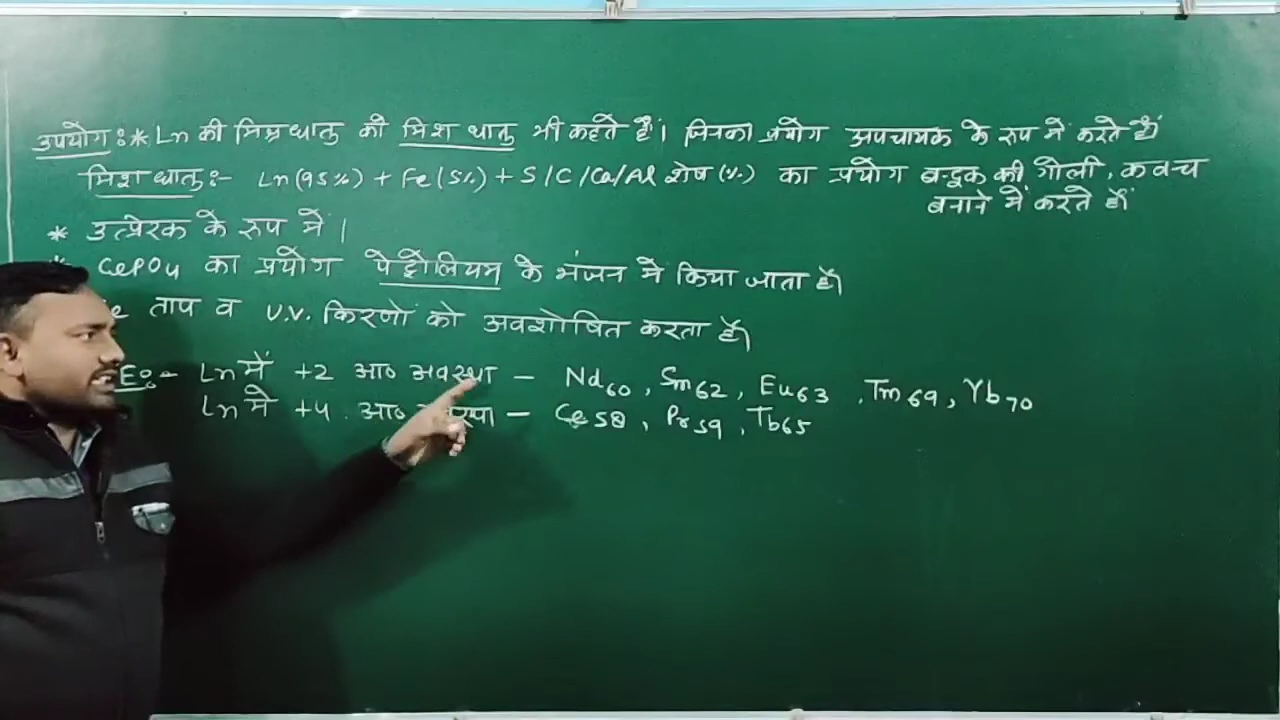 उपयोग :* Ln की मिश्रधातु को मिश धातु भी कहते हैं। जिनका प्रयोग अपचायक के रूप में करते हैं।
मिश धातु :- Ln (95%) + Fe (5%) + S/C/Ca/Al शेष (%) का प्रयोग बन्दूक की गोली, कवच
बनाने में करते हैं।
* उत्प्रेरक के रूप में।
* CePO4 का प्रयोग पेट्रोलियम के भंजन में किया जाता है।
ताप व U.V. किरणों को अवशोषित करता है।
Ln में +2 आ० अवस्था - Nd60, Sm62, Eu63, Tm69, Yb70
Ln में +4 आ० - Ce58, Pr59, Tb65